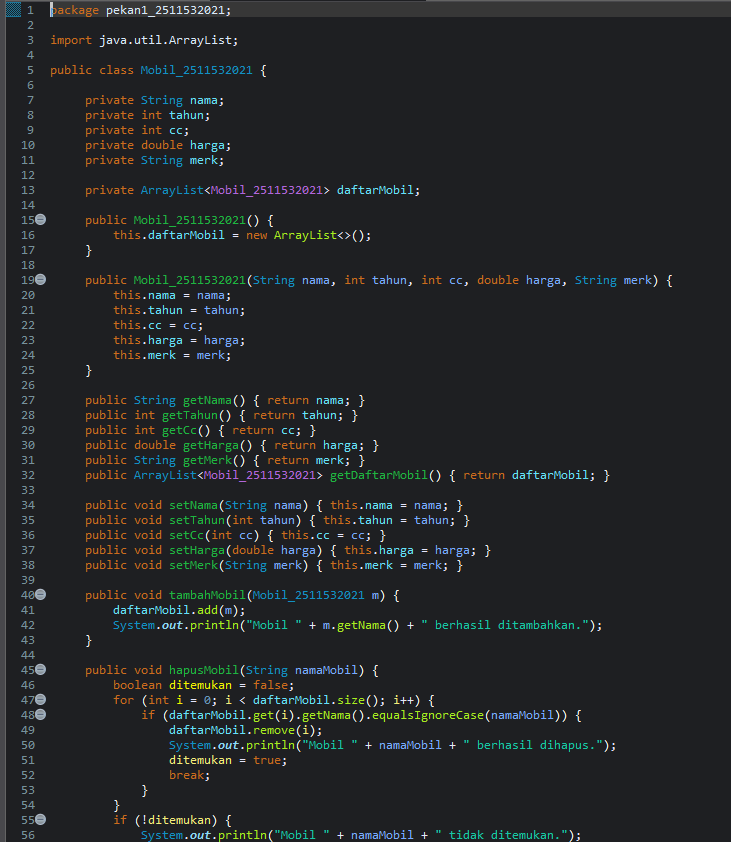 1 package pekan1_2511532021;
2
3 import java.util.ArrayList;
4
5 public class Mobil_2511532021 {
6
7 private String nama;
8 private int tahun;
9 private int cc;
10 private double harga;
11 private String merk;
12
13 private ArrayList<Mobil_2511532021> daftarMobil;
14
15 public Mobil_2511532021() {
16 this.daftarMobil = new ArrayList<>();
17 }
18
19 public Mobil_2511532021(String nama, int tahun, int cc, double harga, String merk) {
20 this.nama = nama;
21 this.tahun = tahun;
22 this.cc = cc;
23 this.harga = harga;
24 this.merk = merk;
25 }
26
27 public String getNama() { return nama; }
28 public int getTahun() { return tahun; }
29 public int getCc() { return cc; }
30 public double getHarga() { return harga; }
31 public String getMerk() { return merk; }
32 public ArrayList<Mobil_2511532021> getDaftarMobil() { return daftarMobil; }
33
34 public void setNama(String nama) { this.nama = nama; }
35 public void setTahun(int tahun) { this.tahun = tahun; }
36 public void setCc(int cc) { this.cc = cc; }
37 public void setHarga(double harga) { this.harga = harga; }
38 public void setMerk(String merk) { this.merk = merk; }
39
40 public void tambahMobil(Mobil_2511532021 m) {
41 daftarMobil.add(m);
42 System.out.println("Mobil " + m.getNama() + " berhasil ditambahkan.");
43 }
44
45 public void hapusMobil(String namaMobil) {
46 boolean ditemukan = false;
47 for (int i = 0; i < daftarMobil.size(); i++) {
48 if (daftarMobil.get(i).getNama().equalsIgnoreCase(namaMobil)) {
49 daftarMobil.remove(i);
50 System.out.println("Mobil " + namaMobil + " berhasil dihapus.");
51 ditemukan = true;
52 break;
53 }
54 }
55 if (!ditemukan) {
56 System.out.println("Mobil " + namaMobil + " tidak ditemukan.");